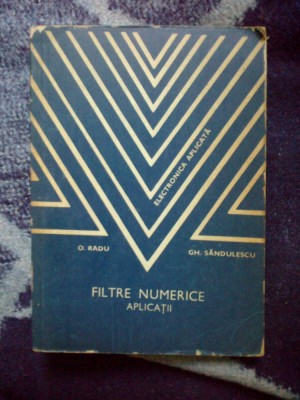 ELECTRONICA APLICATĂ
O. RADU
GH. SĂNDULESCU
FILTRE NUMERICE
APLICAȚII